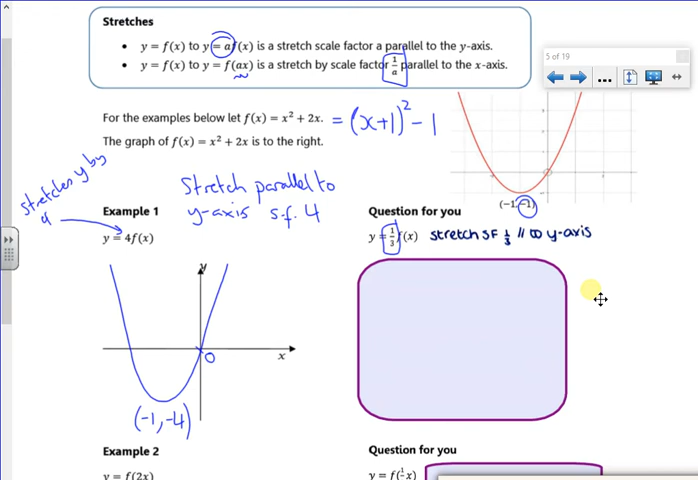 Stretches
• y = f(x) to y = af(x) is a stretch scale factor a parallel to the y-axis.
• y = f(x) to y = f(ax) is a stretch by scale factor 1/a parallel to the x-axis.
5 of 19
For the examples below let f(x) = x² + 2x. = (x+1)² - 1
The graph of f(x) = x² + 2x is to the right.
stretches y by
a
Stretch parallel to
y-axis s.f. 4
(-1, -1)
Example 1
y = 4f(x)
y
O
x
(-1, -4)
Question for you
y = 1/3 f(x) stretch SF 1/3 // to y-axis
Example 2
y = f(2x)
Question for you